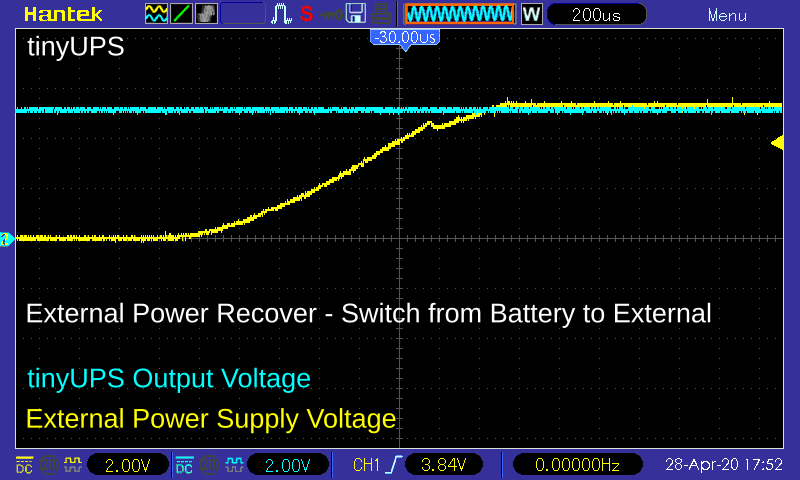 Hantek S W 200us Menu
-30.00us
tinyUPS
External Power Recover - Switch from Battery to External
tinyUPS Output Voltage
External Power Supply Voltage
DC 2.00V DC 2.00V CH1 3.84V 0.00000Hz 28-Apr-20 17:52